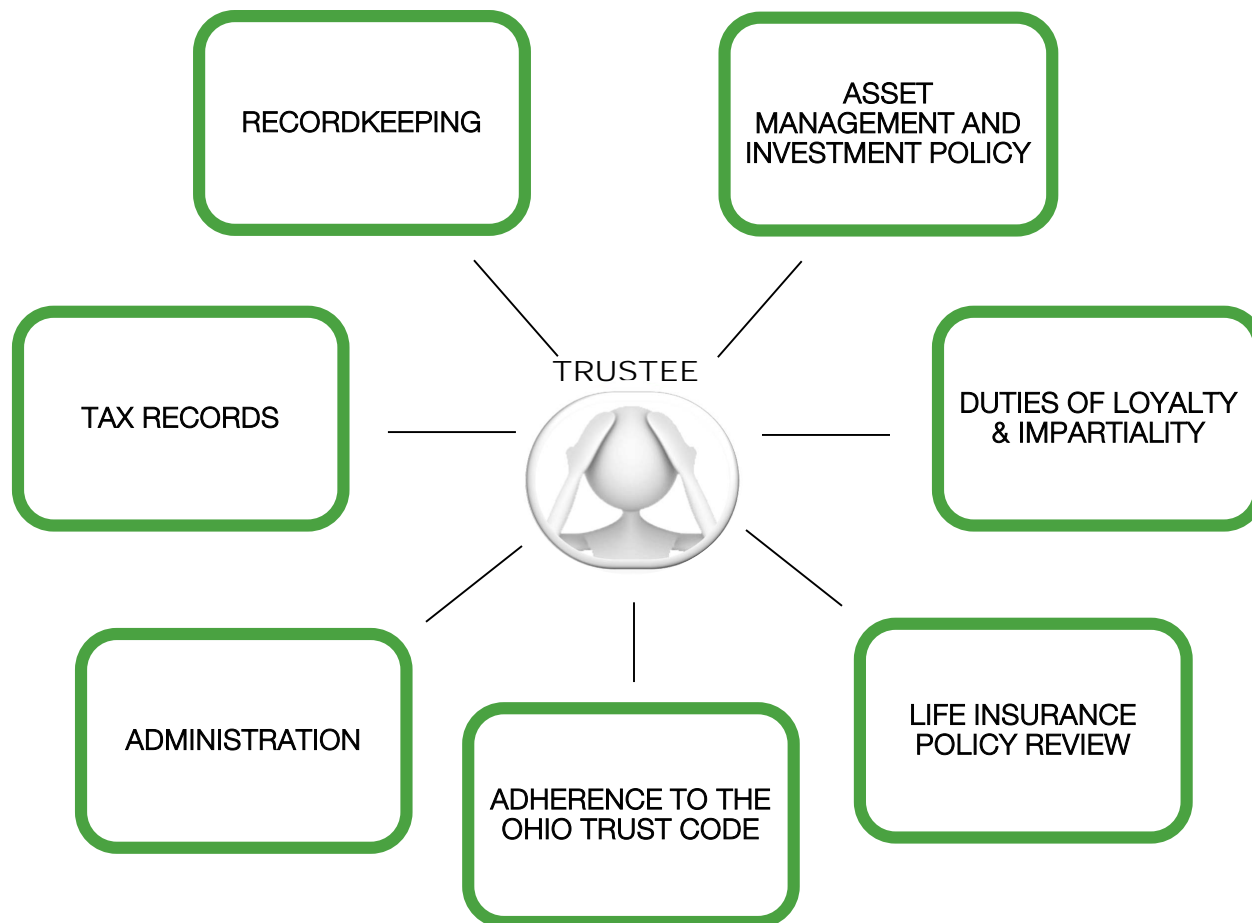 RECORDKEEPING
ASSET
MANAGEMENT AND
INVESTMENT POLICY
TRUSTEE
TAX RECORDS
DUTIES OF LOYALTY
& IMPARTIALITY
ADMINISTRATION
LIFE INSURANCE
POLICY REVIEW
ADHERENCE TO THE
OHIO TRUST CODE